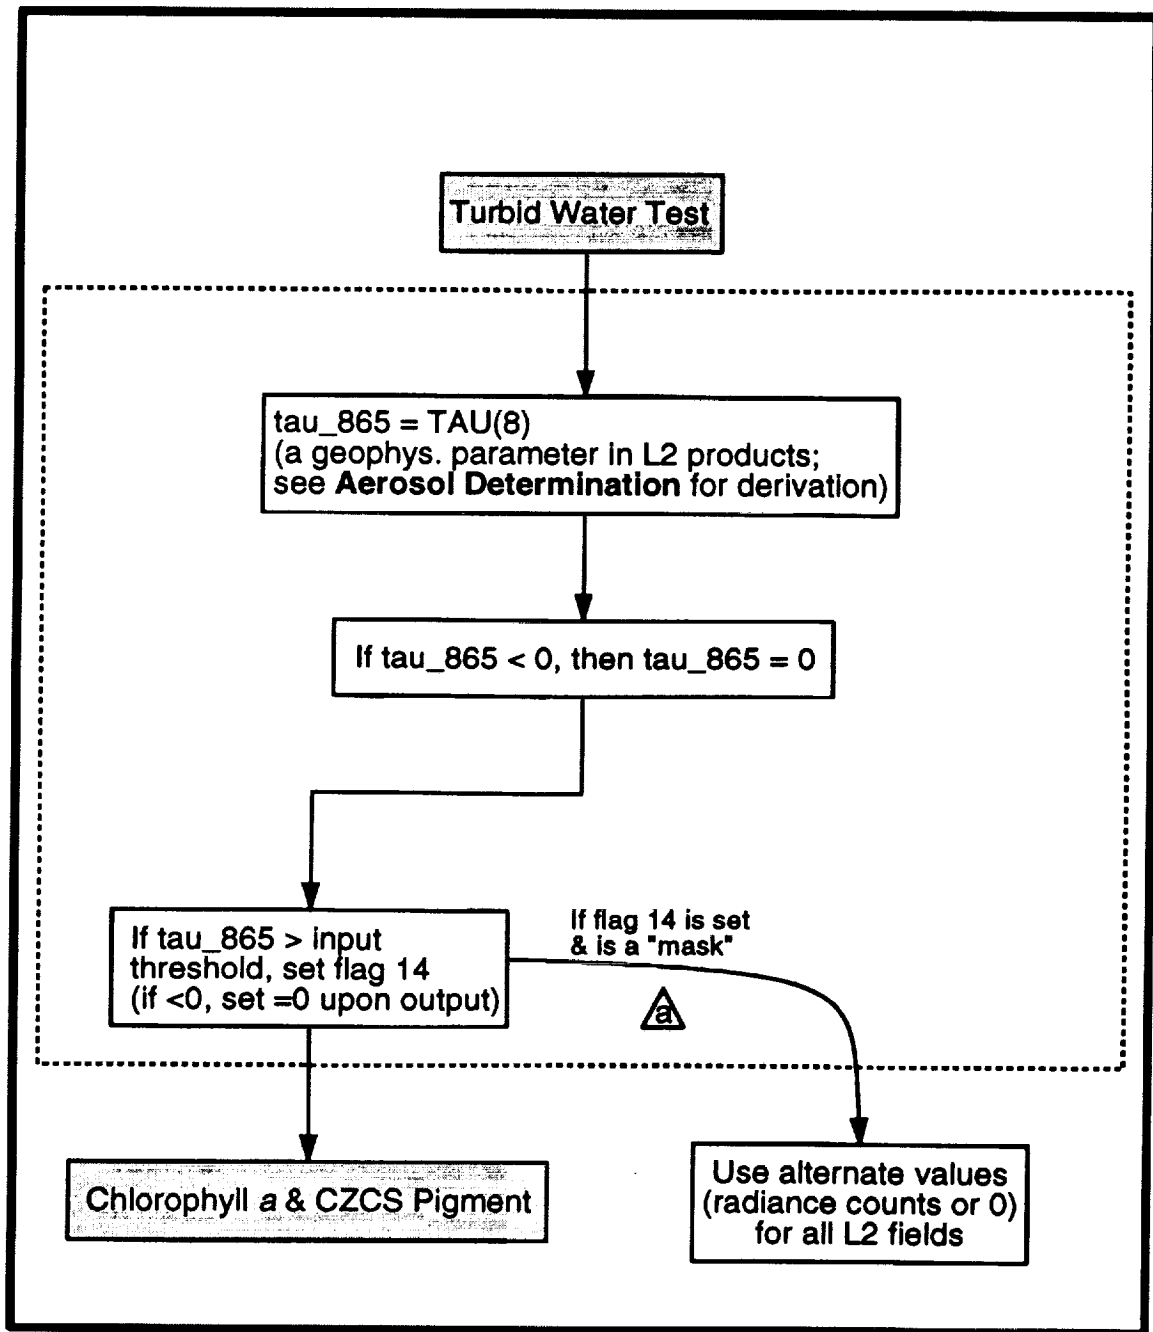 Turbid Water Test
tau_865 = TAU(8)
(a geophys. parameter in L2 products;
see Aerosol Determination for derivation)
If tau_865 < 0, then tau_865 = 0
If tau_865 > input
threshold, set flag 14
(if <0, set =0 upon output)
If flag 14 is set
& is a "mask"
a
Chlorophyll a & CZCS Pigment
Use alternate values
(radiance counts or 0)
for all L2 fields